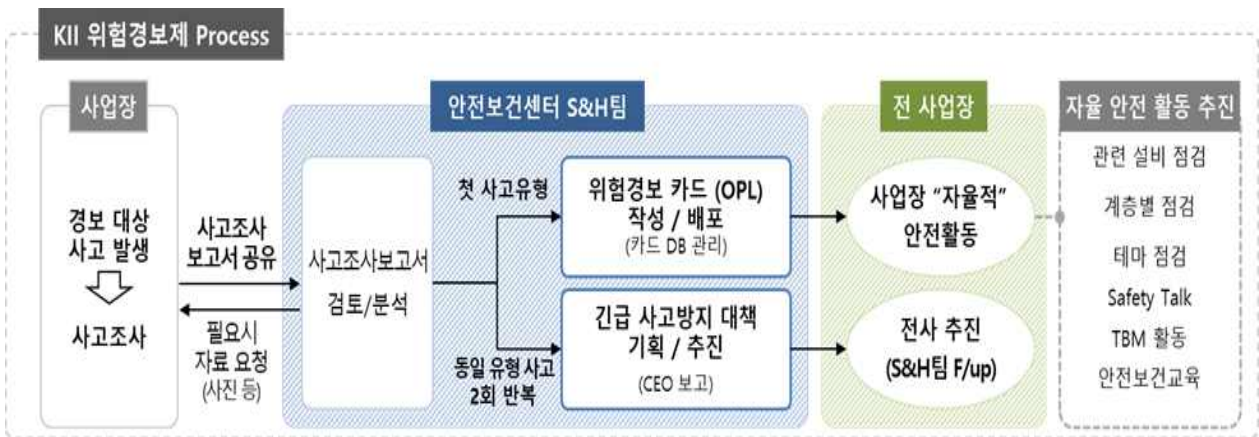 KII 위험경보제 Process
사업장
경보 대상
사고 발생
사고조사
사고조사
보고서 공유
필요시
자료 요청
(사진 등)
안전보건센터 S&H팀
사고조사보고서
검토/분석
첫 사고유형
동일 유형 사고
2회 반복
위험경보 카드 (OPL)
작성 / 배포
(카드 DB 관리)
긴급 사고방지 대책
기획 / 추진
(CEO 보고)
전 사업장
사업장 “자율적”
안전활동
전사 추진
(S&H팀 F/up)
자율 안전 활동 추진
관련 설비 점검
계층별 점검
테마 점검
Safety Talk
TBM 활동
안전보건교육